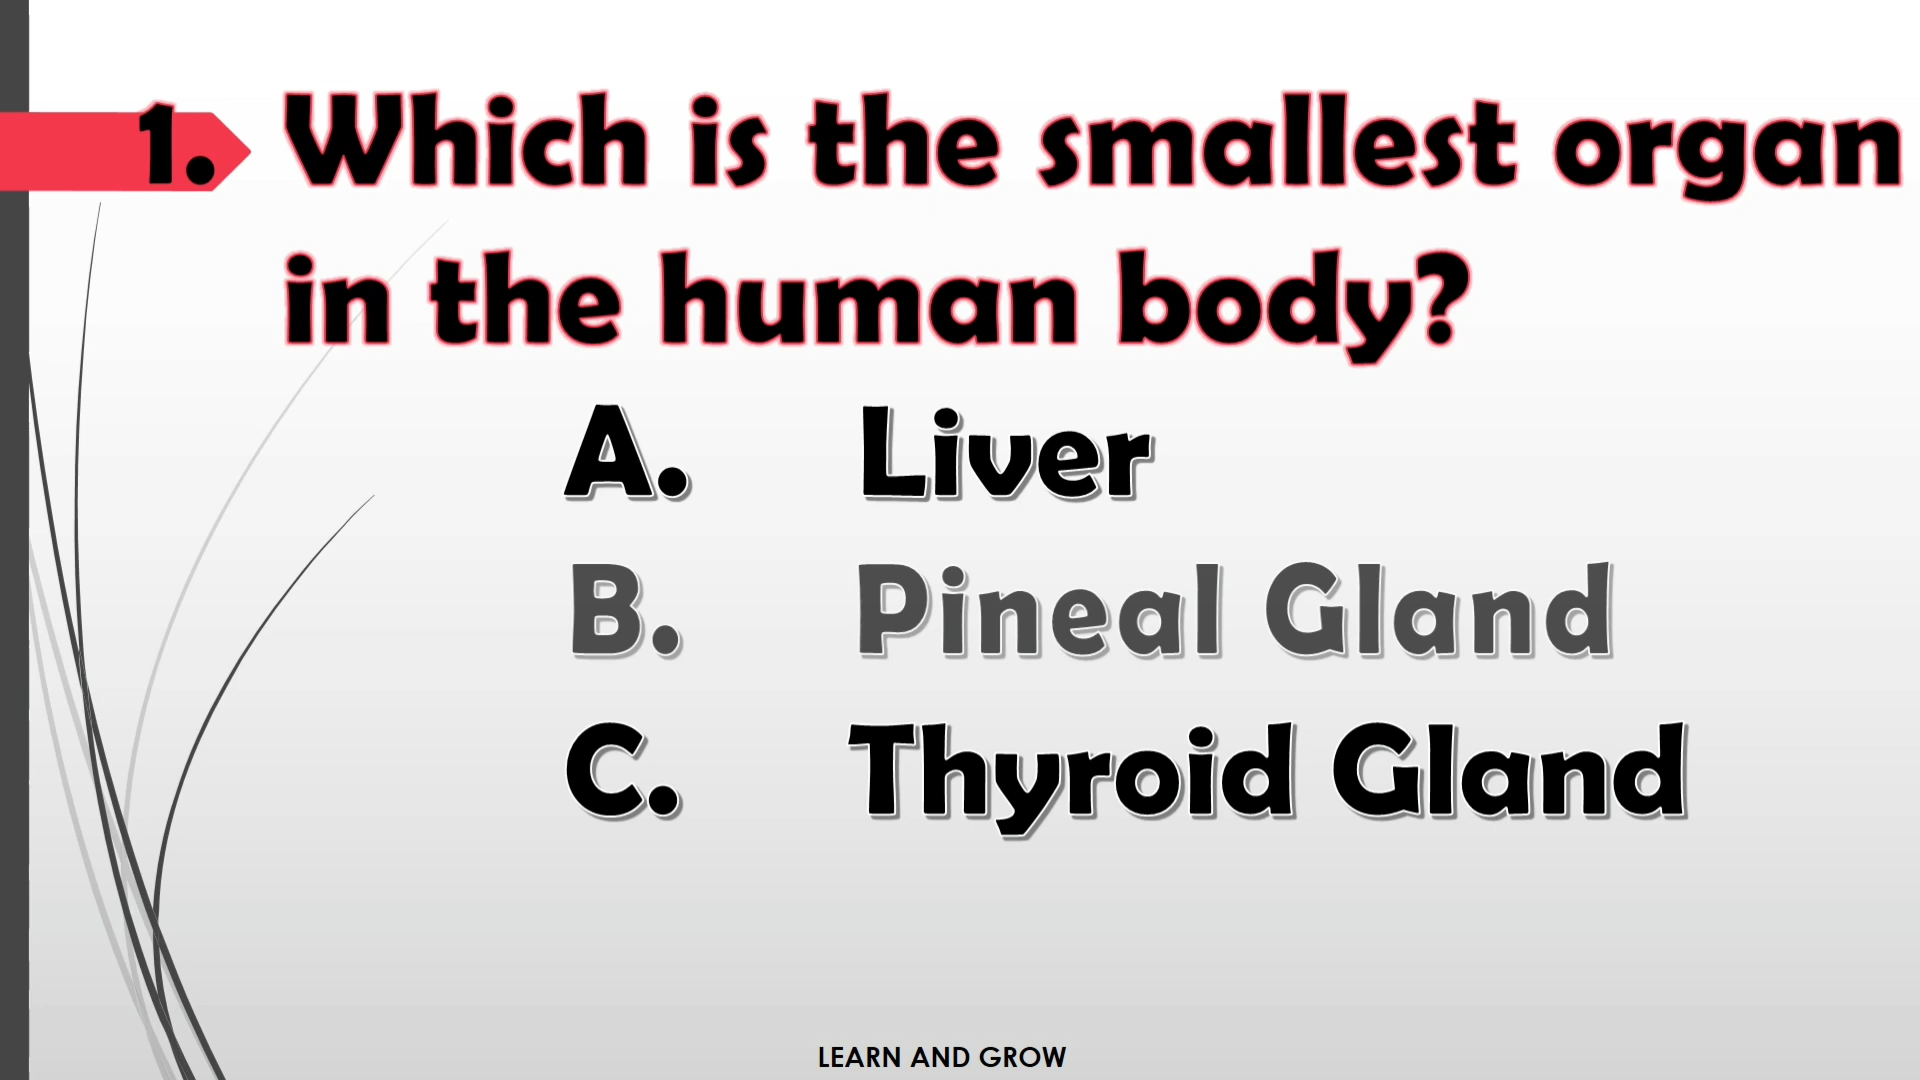 1. Which is the smallest organ
in the human body?
A. Liver
B. Pineal Gland
C. Thyroid Gland
LEARN AND GROW